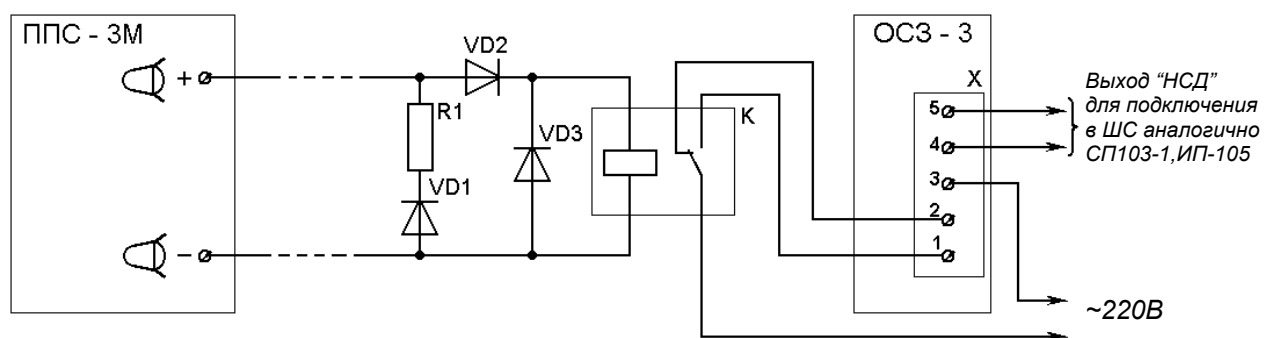 ППС - 3М
+
-
VD2
R1
VD1
VD3
K
ОСЗ - 3
X
5
4
3
2
1
Выход “НСД”
для подключения
в ШС аналогично
СП103-1,ИП-105
~220В